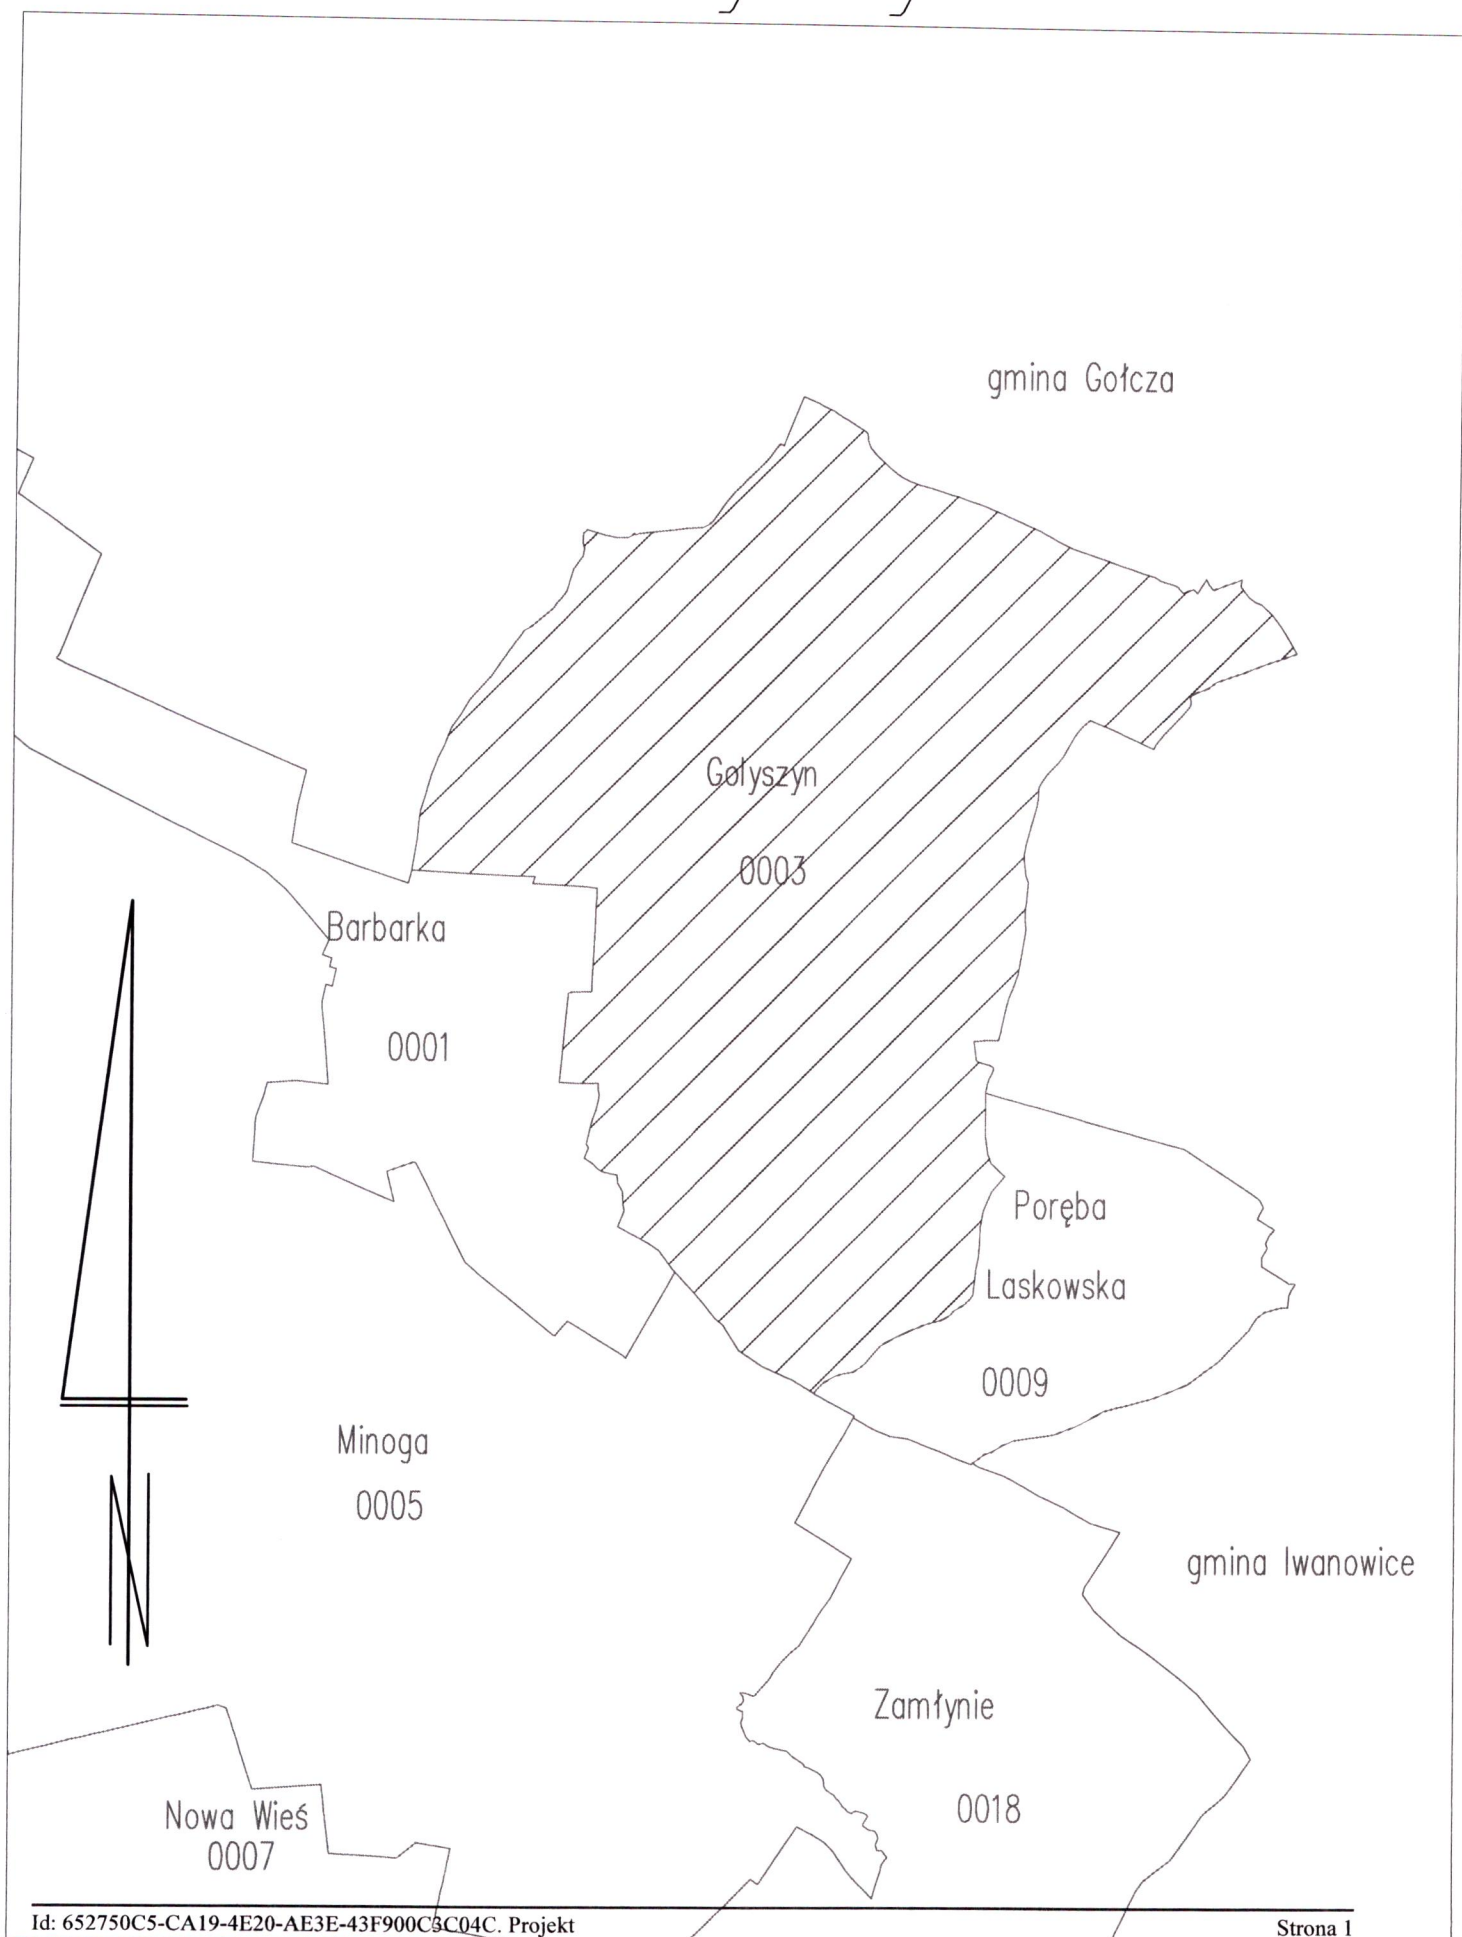 gmina Gołcza
Gołyszyn
0003
Barbarka
0001
Poręba
Laskowska
0009
Minoga
0005
gmina Iwanowice
Zamłynie
0018
Nowa Wieś
0007
N
Id: 652750C5-CA19-4E20-AE3E-43F900C3C04C. Projekt
Strona 1